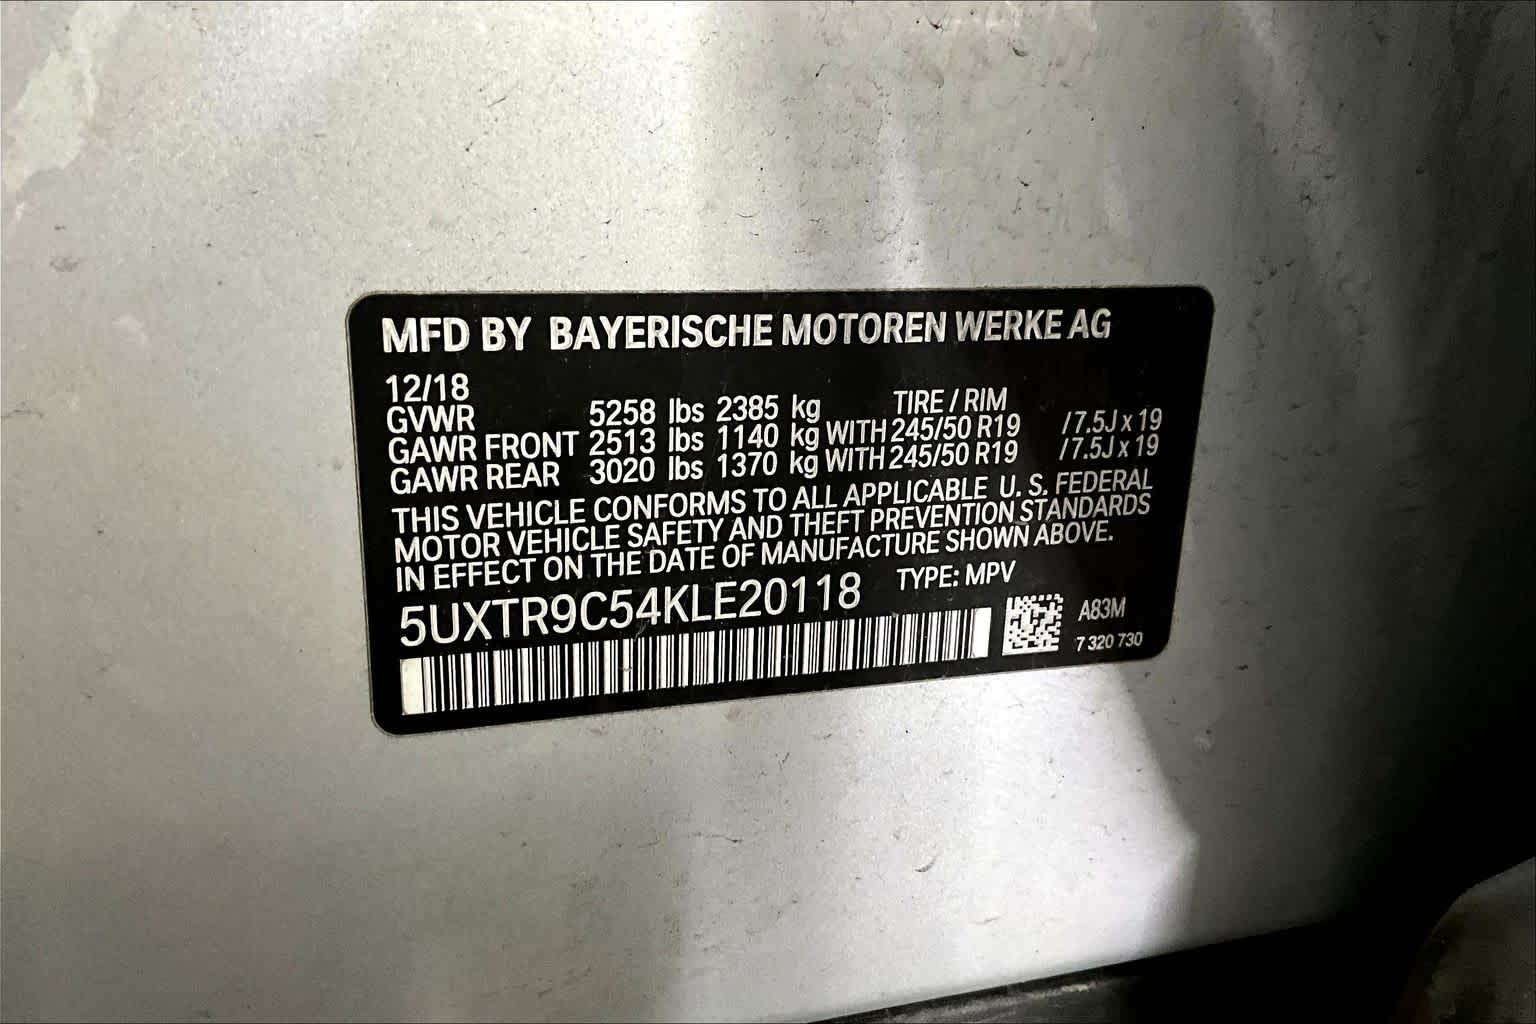 MFD BY BAYERISCHE MOTOREN WERKE AG
12/18
TIRE / RIM
GVWR 5258 lbs 2385 kg
GAWR FRONT 2513 lbs 1140 kg WITH 245/50 R19 /7.5J x 19
GAWR REAR 3020 lbs 1370 kg WITH 245/50 R19 /7.5J x 19
THIS VEHICLE CONFORMS TO ALL APPLICABLE U. S. FEDERAL
MOTOR VEHICLE SAFETY AND THEFT PREVENTION STANDARDS
IN EFFECT ON THE DATE OF MANUFACTURE SHOWN ABOVE.
5UXTR9C54KLE20118 TYPE: MPV
A83M
7 320 730